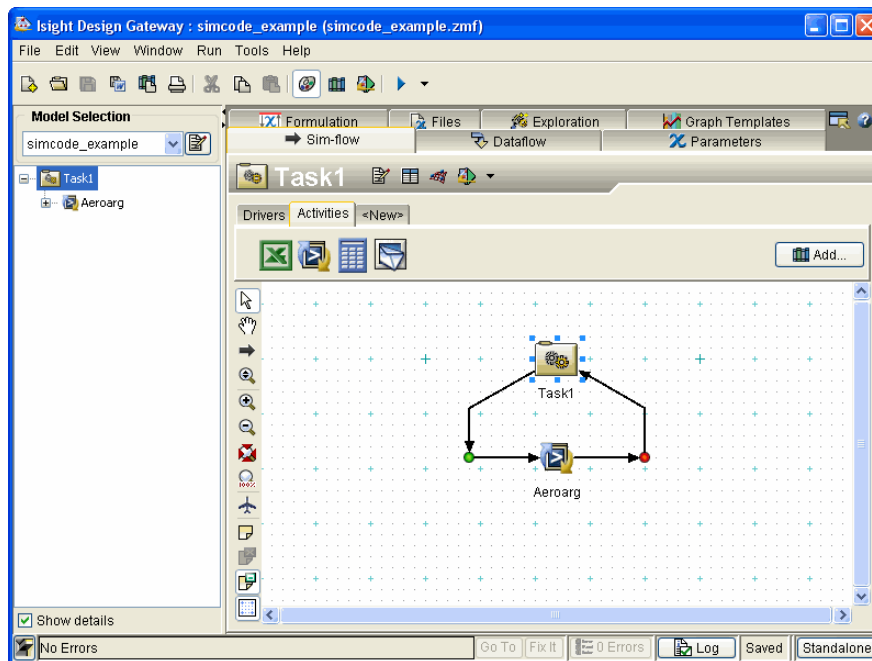 Isight Design Gateway : simcode_example (simcode_example.zmf)
File Edit View Window Run Tools Help
Model Selection
simcode_example
Task1
Aeroarg
Show details
Formulation Files Exploration Graph Templates
Sim-flow Dataflow Parameters
Task1
Drivers Activities <New>
Add...
100%
Task1
Aeroarg
No Errors Go To Fix It 0 Errors Log Saved Standalone